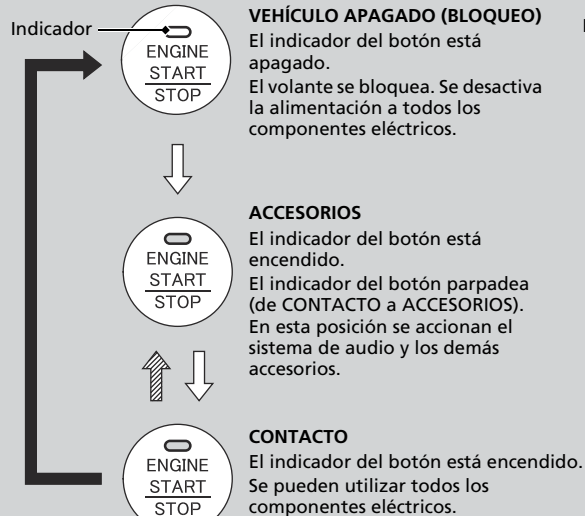 Indicador
ENGINE
START
STOP
VEHÍCULO APAGADO (BLOQUEO)
El indicador del botón está
apagado.
El volante se bloquea. Se desactiva
la alimentación a todos los
componentes eléctricos.
ENGINE
START
STOP
ACCESORIOS
El indicador del botón está
encendido.
El indicador del botón parpadea
(de CONTACTO a ACCESORIOS).
En esta posición se accionan el
sistema de audio y los demás
accesorios.
ENGINE
START
STOP
CONTACTO
El indicador del botón está encendido.
Se pueden utilizar todos los
componentes eléctricos.